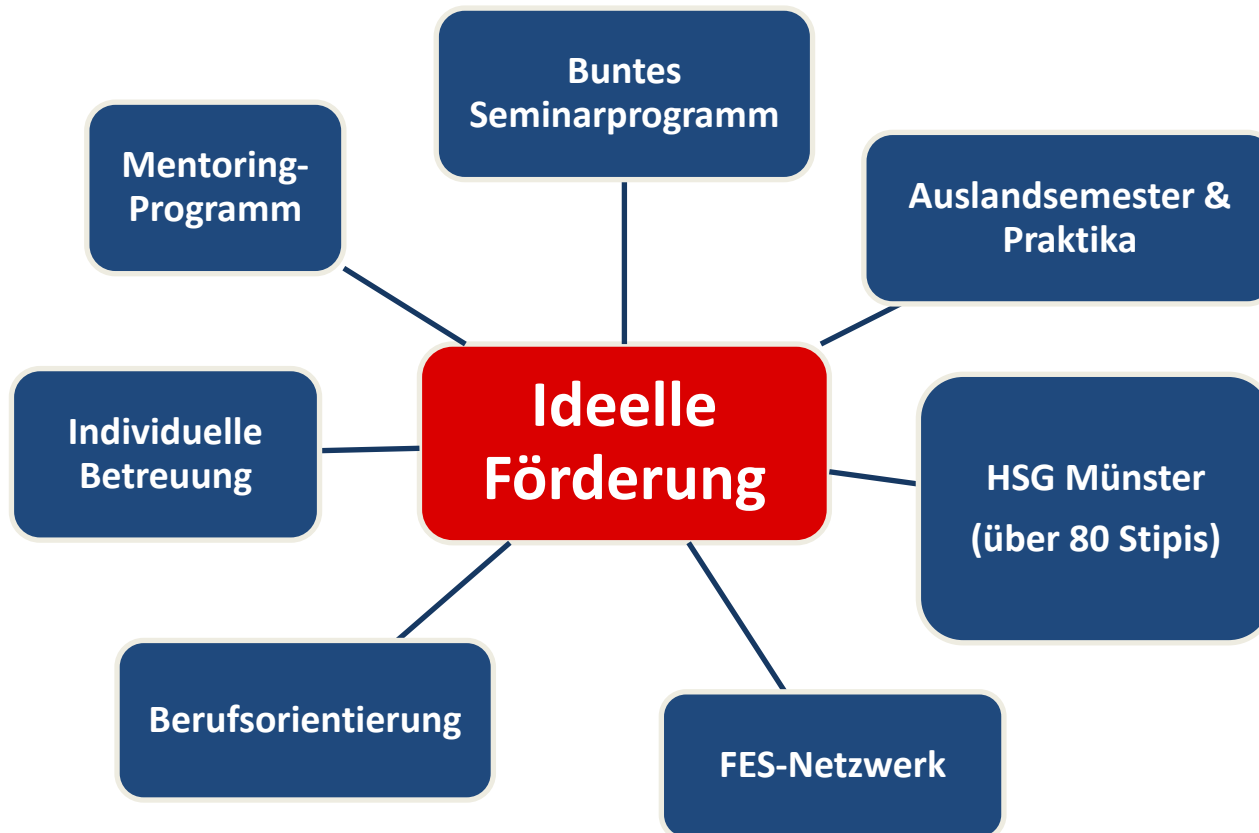 Buntes
Seminarprogramm
Mentoring-
Programm
Auslandsemester &
Praktika
Ideelle
Förderung
Individuelle
Betreuung
HSG Münster
(über 80 Stipis)
Berufsorientierung
FES-Netzwerk